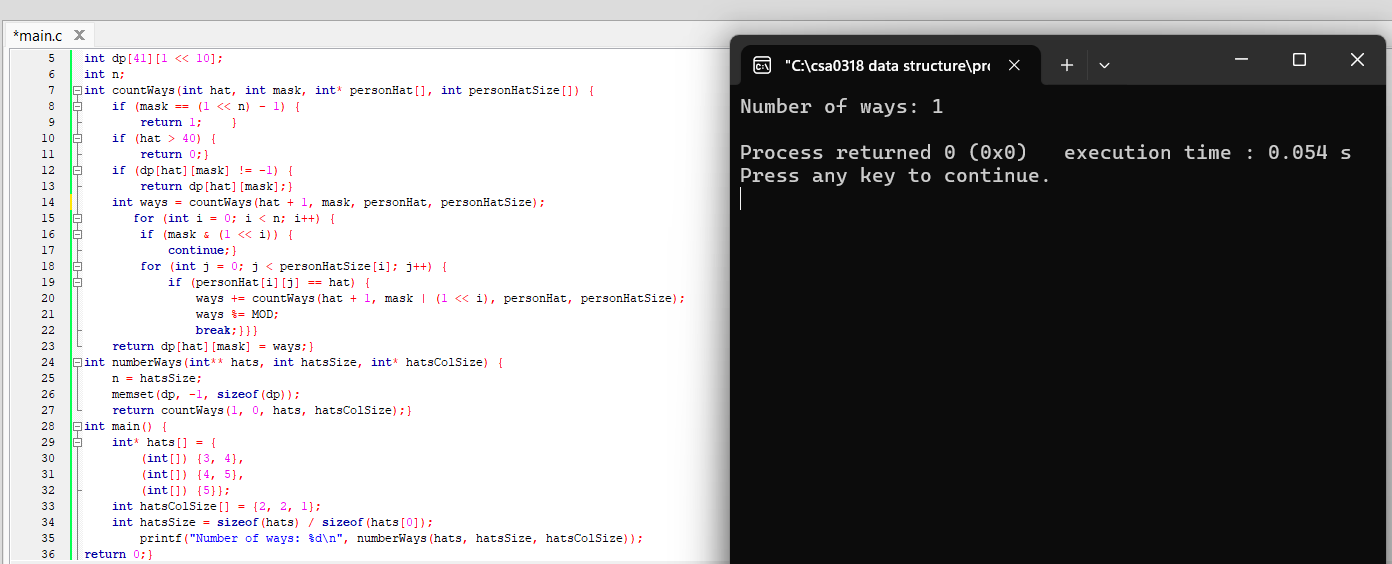 *main.c X
5 int dp[41][1 << 10];
6 int n;
7 int countWays(int hat, int mask, int* personHat[], int personHatSize[]) {
8 if (mask == (1 << n) - 1) {
9 return 1; }
10 if (hat > 40) {
11 return 0;}
12 if (dp[hat][mask] != -1) {
13 return dp[hat][mask];}
14 int ways = countWays(hat + 1, mask, personHat, personHatSize);
15 for (int i = 0; i < n; i++) {
16 if (mask & (1 << i)) {
17 continue;}
18 for (int j = 0; j < personHatSize[i]; j++) {
19 if (personHat[i][j] == hat) {
20 ways += countWays(hat + 1, mask | (1 << i), personHat, personHatSize);
21 ways %= MOD;
22 break;}}}
23 return dp[hat][mask] = ways;}
24 int numberWays(int** hats, int hatsSize, int* hatsColSize) {
25 n = hatsSize;
26 memset(dp, -1, sizeof(dp));
27 return countWays(1, 0, hats, hatsColSize);}
28 int main() {
29 int* hats[] = {
30 (int[]) {3, 4},
31 (int[]) {4, 5},
32 (int[]) {5}};
33 int hatsColSize[] = {2, 2, 1};
34 int hatsSize = sizeof(hats) / sizeof(hats[0]);
35 printf("Number of ways: %d\n", numberWays(hats, hatsSize, hatsColSize));
36 return 0;}
"C:\csa0318 data structure\pr
Number of ways: 1
Process returned 0 (0x0) execution time : 0.054 s
Press any key to continue.